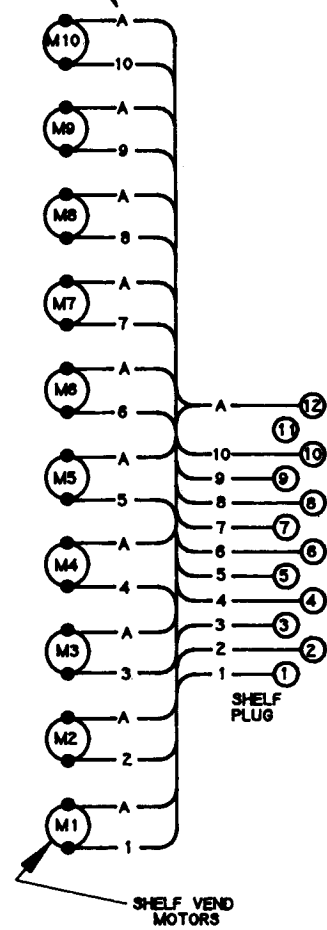 A
M10
10
A
M9
9
A
M8
8
A
M7
7
A
M6
6
A
M5
5
A
M4
4
A
M3
3
A
M2
2
A
M1
1
A 12
11
10 10
9 9
8 8
7 7
6 6
5 5
4 4
3 3
2 2
1 1
SHELF
PLUG
SHELF VEND
MOTORS